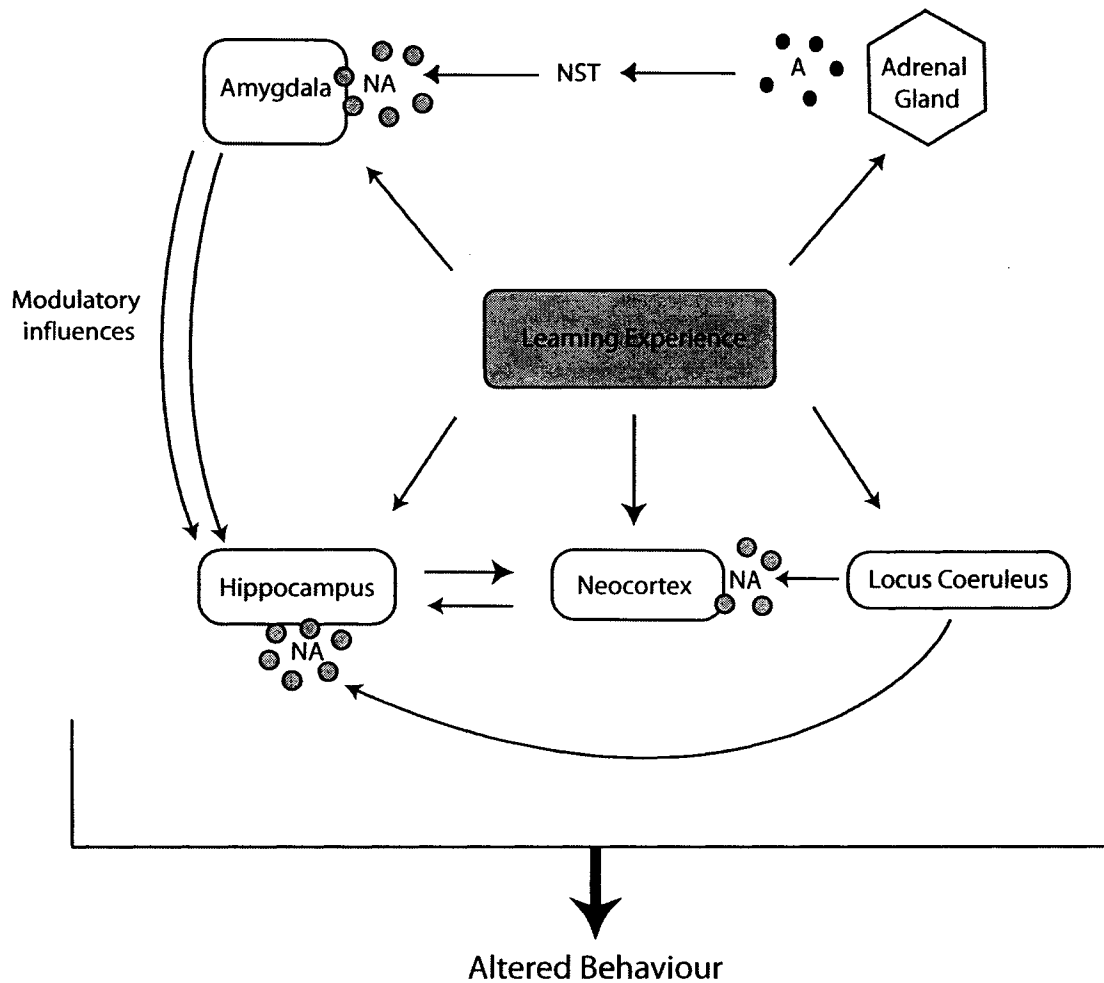 Amygdala
NA
NST
A
Adrenal
Gland
Modulatory
influences
Learning Experience
Hippocampus
NA
Neocortex
NA
Locus Coeruleus
Altered Behaviour